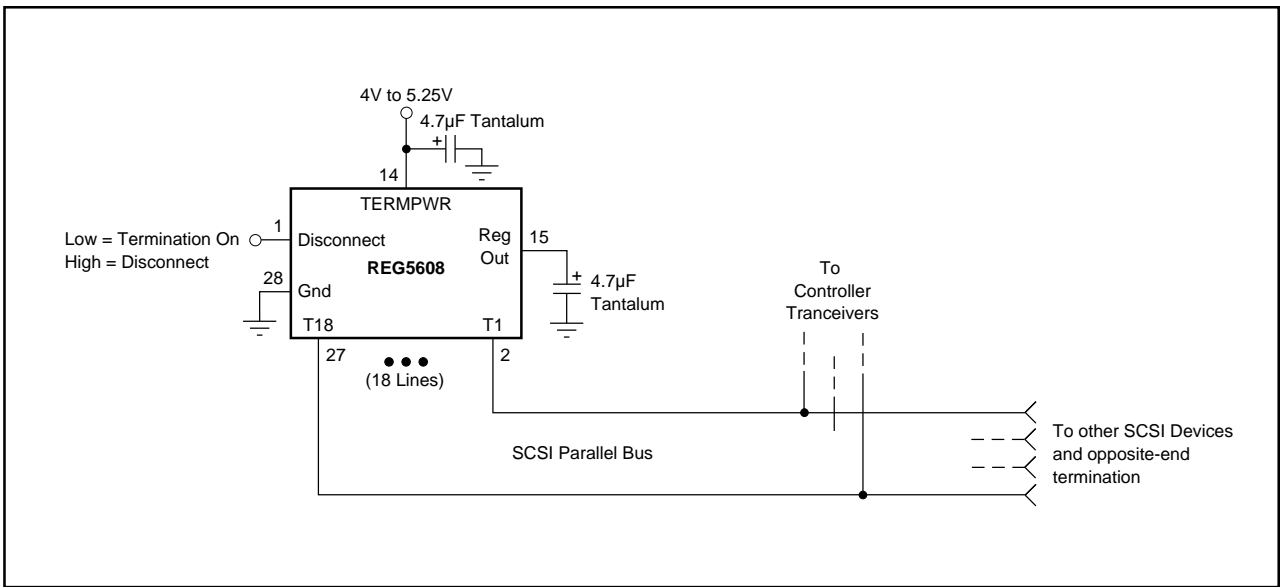 4V to 5.25V
4.7µF Tantalum
+
14
TERMPWR
1
Low = Termination On
High = Disconnect
Disconnect
Reg
Out
15
REG5608
28
Gnd
+
4.7µF
Tantalum
To
Controller
Tranceivers
T18
T1
27
2
(18 Lines)
SCSI Parallel Bus
To other SCSI Devices
and opposite-end
termination